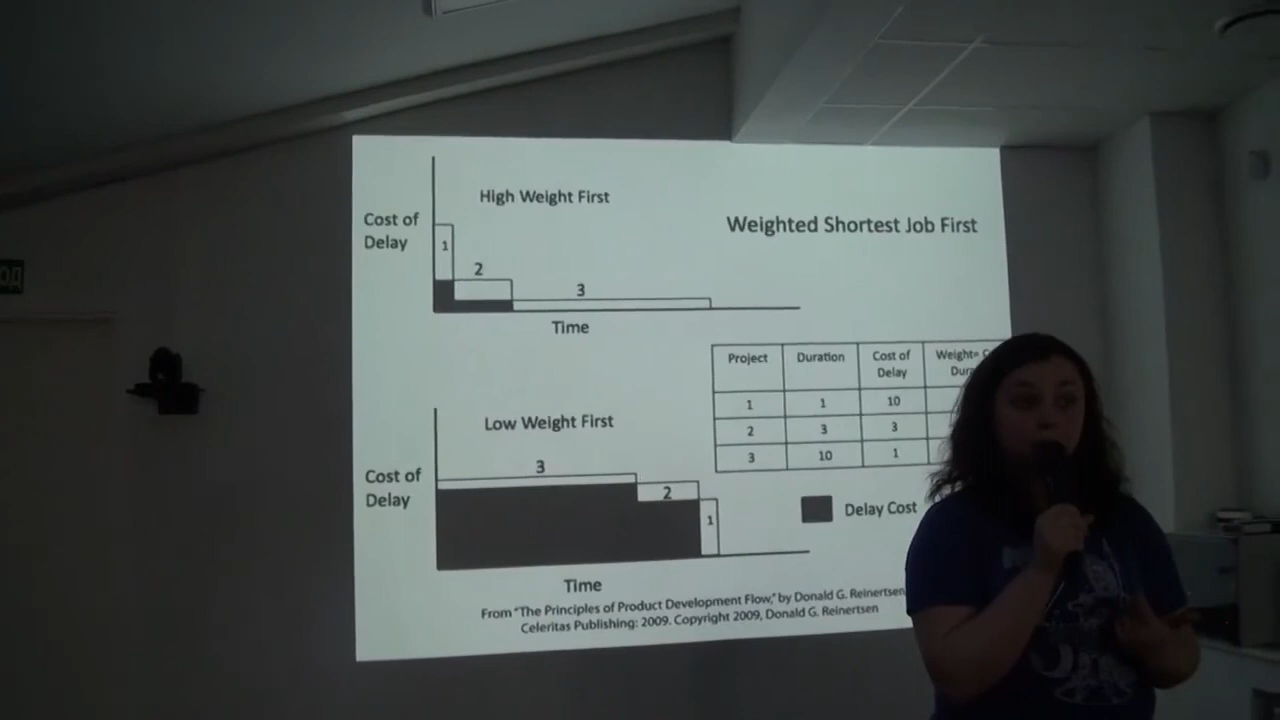 High Weight First
Cost of
Delay
1
2
3
Time
Weighted Shortest Job First
Project Duration Cost of Delay Weight=
1 1 10
2 3 3
3 10 1
Low Weight First
Cost of
Delay
3
2
1
Time
Delay Cost
From "The Principles of Product Development Flow," by Donald G. Reinertsen
Celeritas Publishing: 2009. Copyright 2009, Donald G. Reinertsen